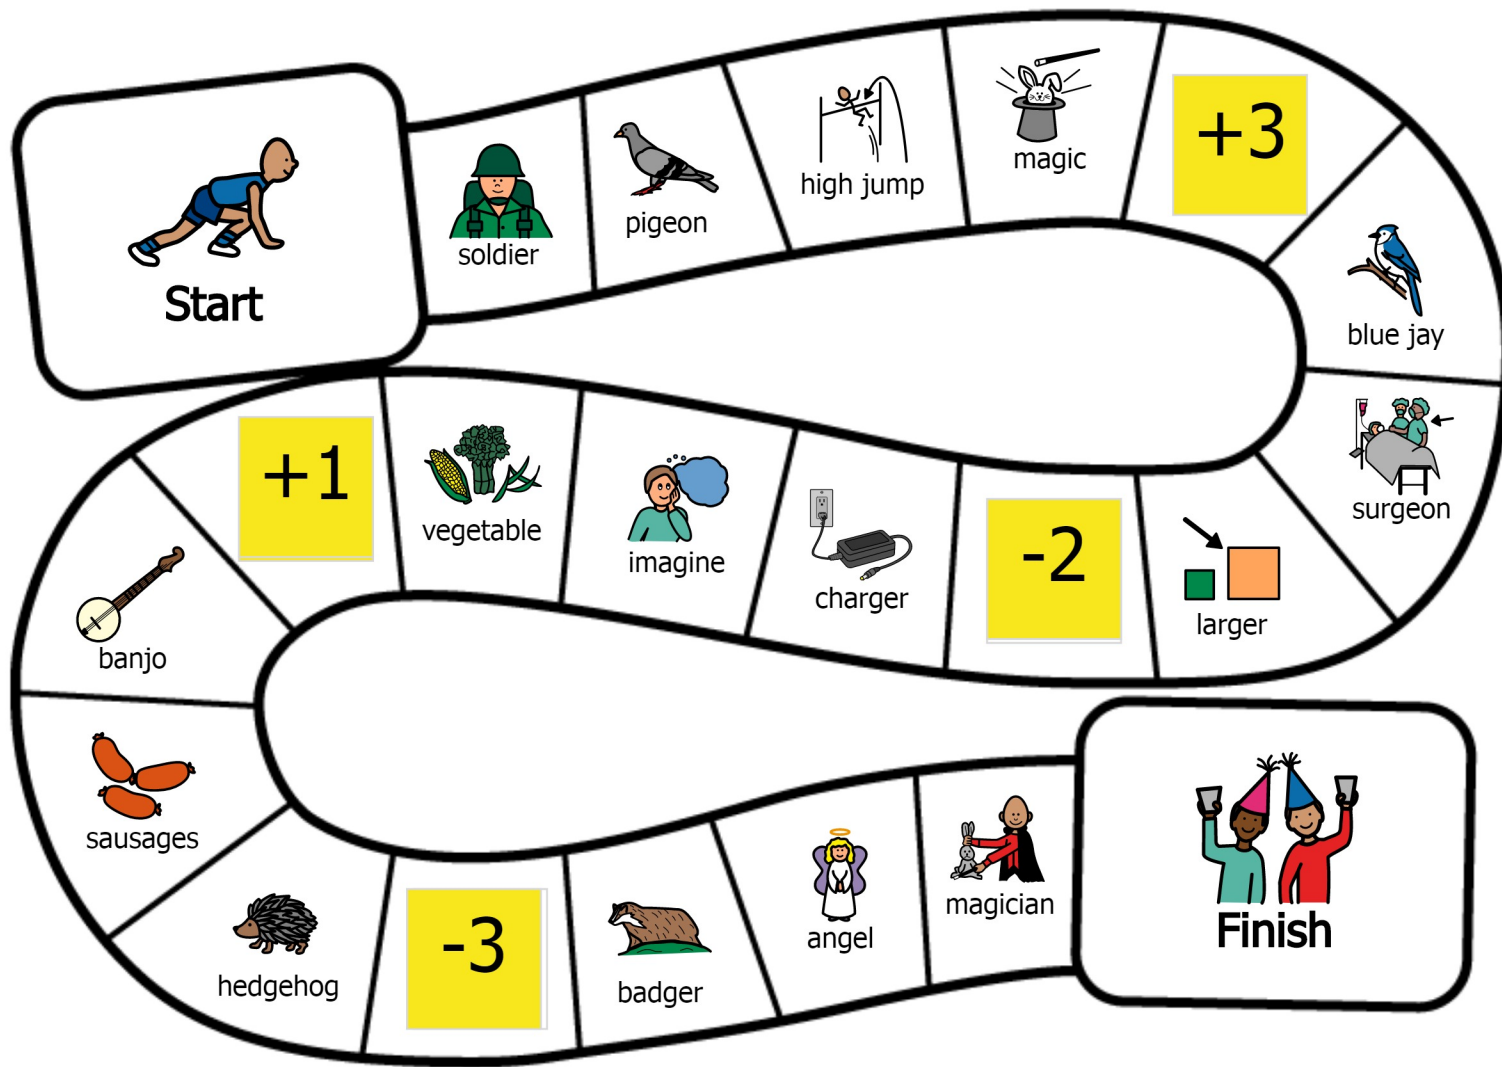 Start
soldier
pigeon
high jump
magic
+3
blue jay
surgeon
larger
-2
charger
imagine
vegetable
+1
banjo
sausages
hedgehog
-3
badger
angel
magician
Finish